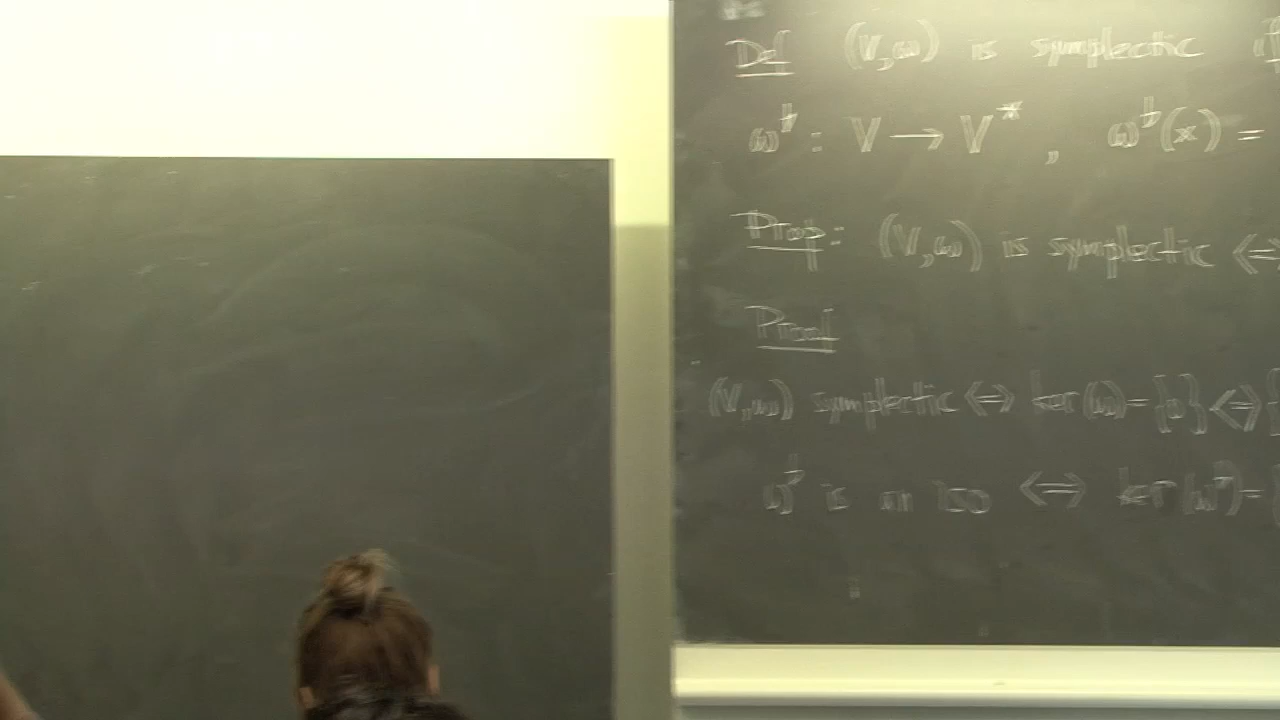 Def (V,ω) is symplectic
ω^♭ : V → V* , ω^♭(x) =
Prop: (V,ω) is symplectic ⇔
Proof
(V,ω) symplectic ⇔ ker(ω) = {0} ⇔ {
ω^♭ is an iso ⇔ ker(ω^♭) = {